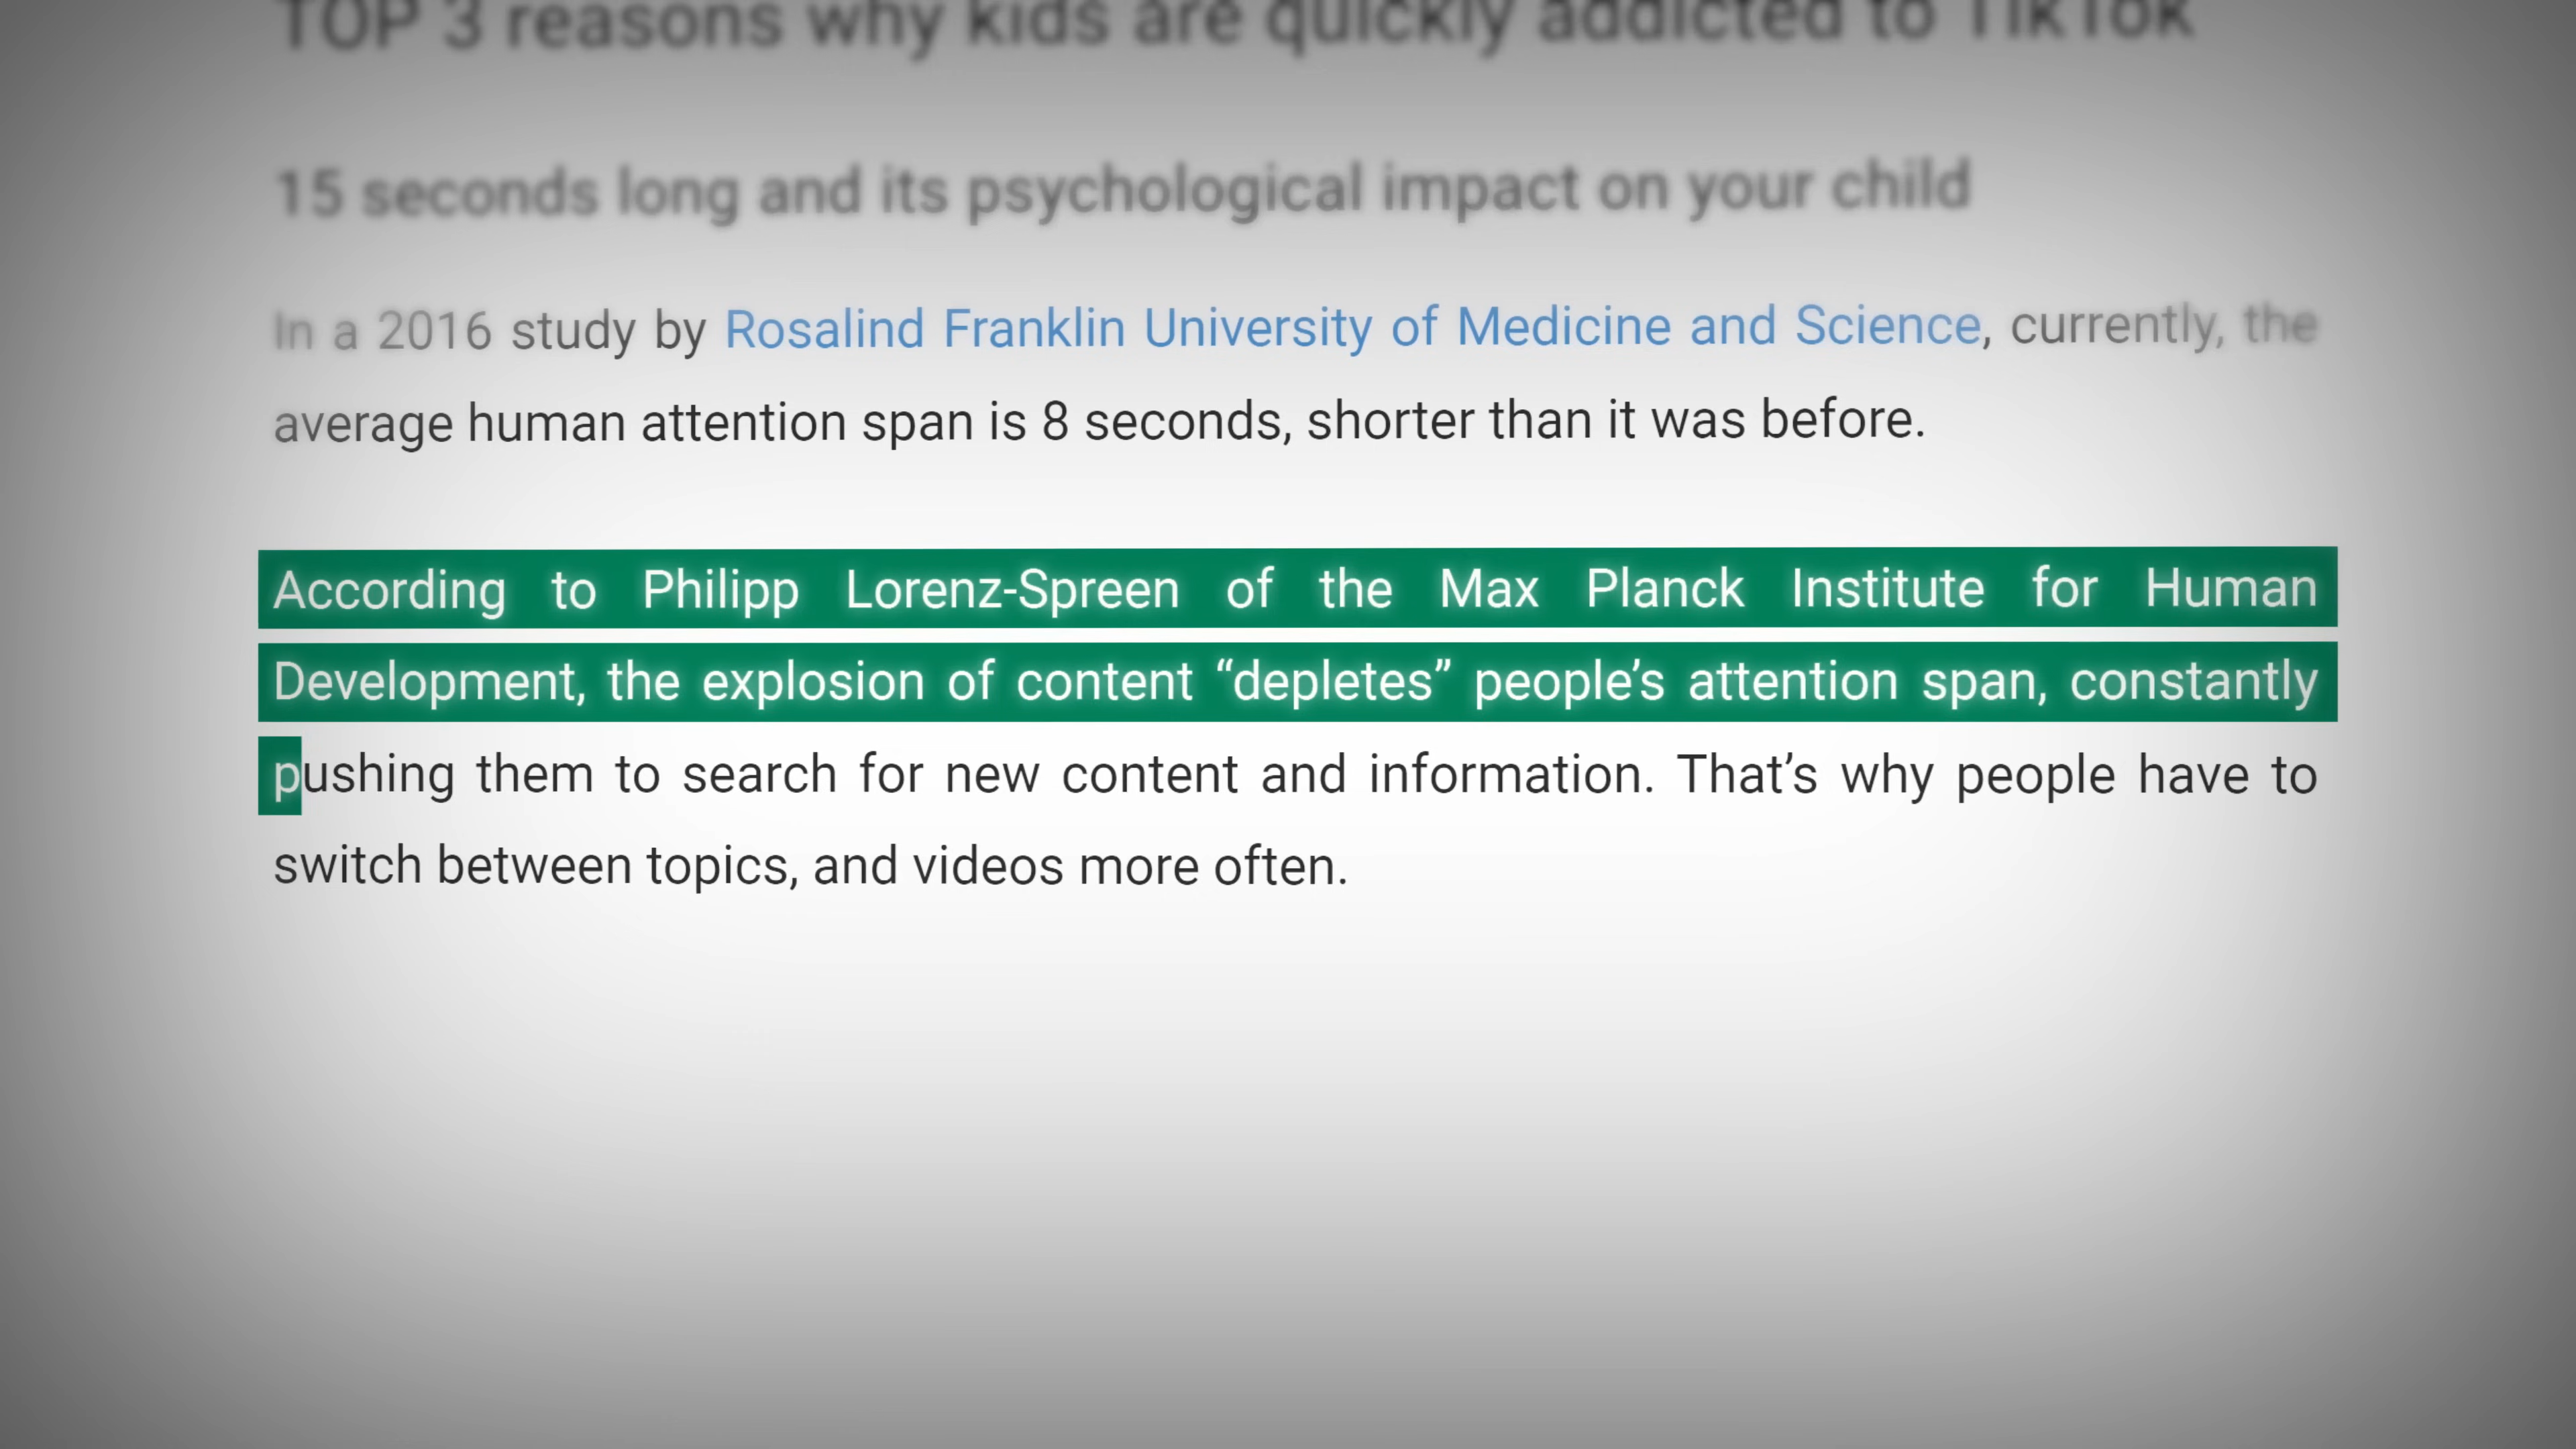 TOP 3 reasons why kids are quickly addicted to TikTok
15 seconds long and its psychological impact on your child
In a 2016 study by Rosalind Franklin University of Medicine and Science, currently, the
average human attention span is 8 seconds, shorter than it was before.
According to Philipp Lorenz-Spreen of the Max Planck Institute for Human
Development, the explosion of content “depletes” people’s attention span, constantly
pushing them to search for new content and information. That’s why people have to
switch between topics, and videos more often.